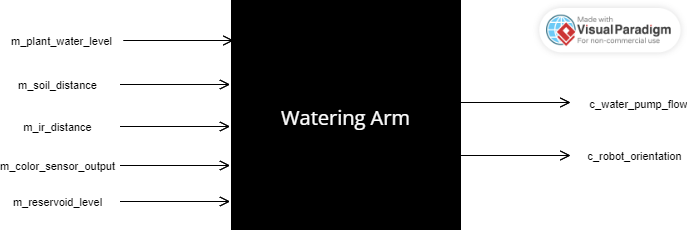 Made with
Visual Paradigm
For non-commercial use
m_plant_water_level
m_soil_distance
m_ir_distance
m_color_sensor_output
m_reservoid_level
Watering Arm
c_water_pump_flow
c_robot_orientation